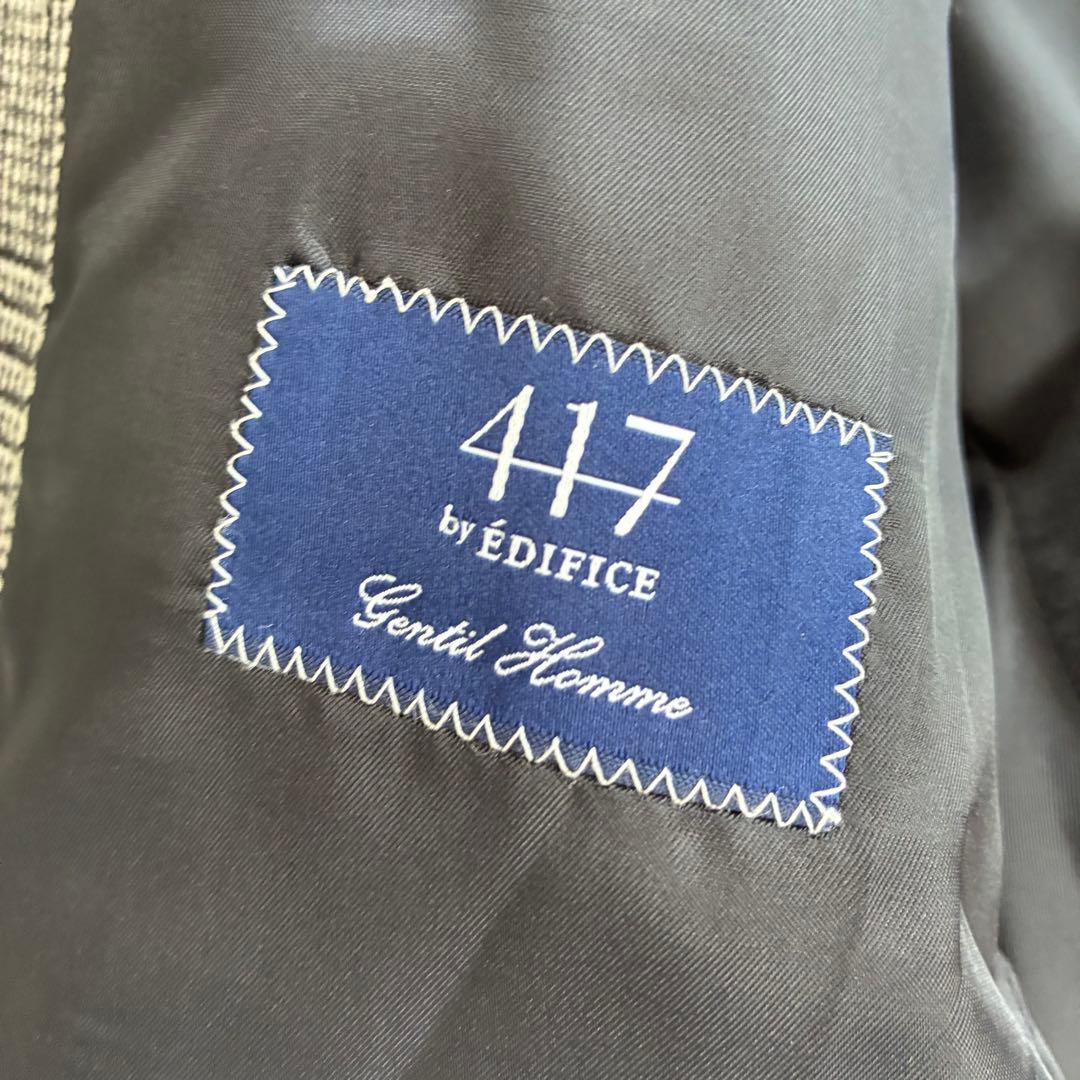 417
by ÉDIFICE
Gentil Homme